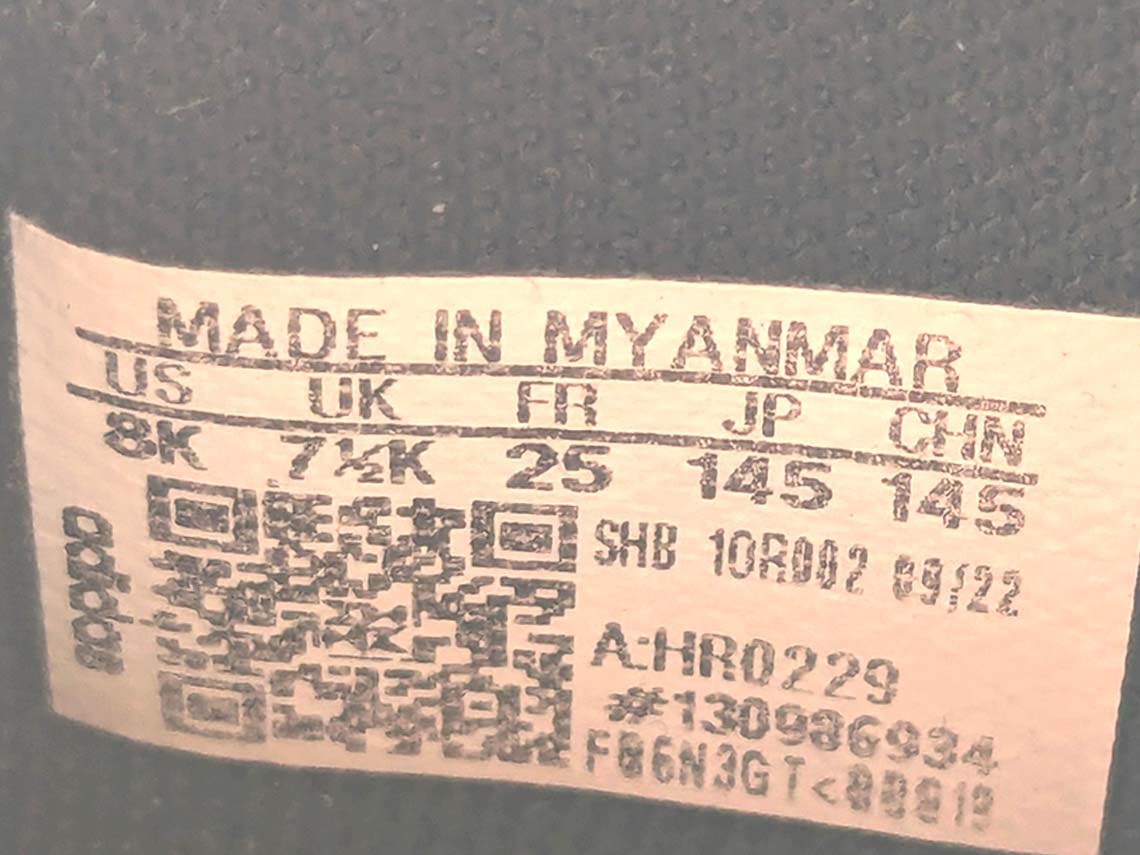 MADE IN MYANMAR
US UK FR JP CHN
8K 7½K 25 145 145
adidas
SHB 10R002 09/22
A:HR0229
#130986934